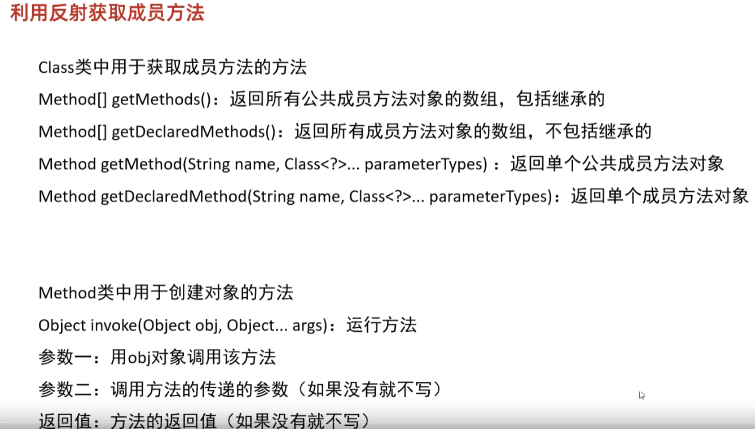 利用反射获取成员方法
Class类中用于获取成员方法的方法
Method[] getMethods()：返回所有公共成员方法对象的数组，包括继承的
Method[] getDeclaredMethods()：返回所有成员方法对象的数组，不包括继承的
Method getMethod(String name, Class<?>... parameterTypes) ：返回单个公共成员方法对象
Method getDeclaredMethod(String name, Class<?>... parameterTypes)：返回单个成员方法对象
Method类中用于创建对象的方法
Object invoke(Object obj, Object... args)：运行方法
参数一：用obj对象调用该方法
参数二：调用方法的传递的参数（如果没有就不写）
返回值：方法的返回值（如果没有就不写）